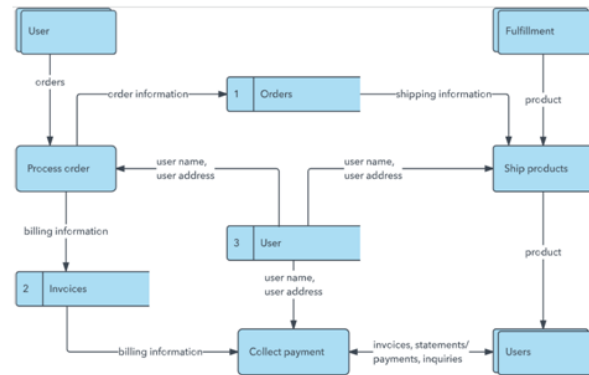 User
Fulfillment
orders
order information
1 Orders
shipping information
product
Process order
user name,
user address
user name,
user address
Ship products
billing information
3 User
product
2 Invoices
user name,
user address
billing information
Collect payment
invoices, statements/
payments, inquiries
Users